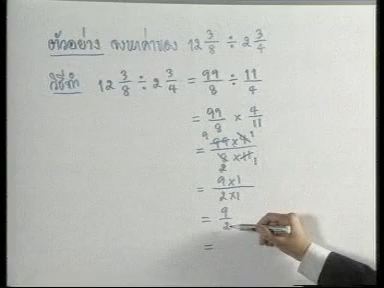 ตัวอย่าง จงหาค่าของ 12 3/8 ÷ 2 3/4
วิธีทำ 12 3/8 ÷ 2 3/4 = 99/8 ÷ 11/4
= 99/8 × 4/11
= 9 99 × 4 1 / 2 8 × 11 1
= 9×1 / 2×1
= 9/2
=